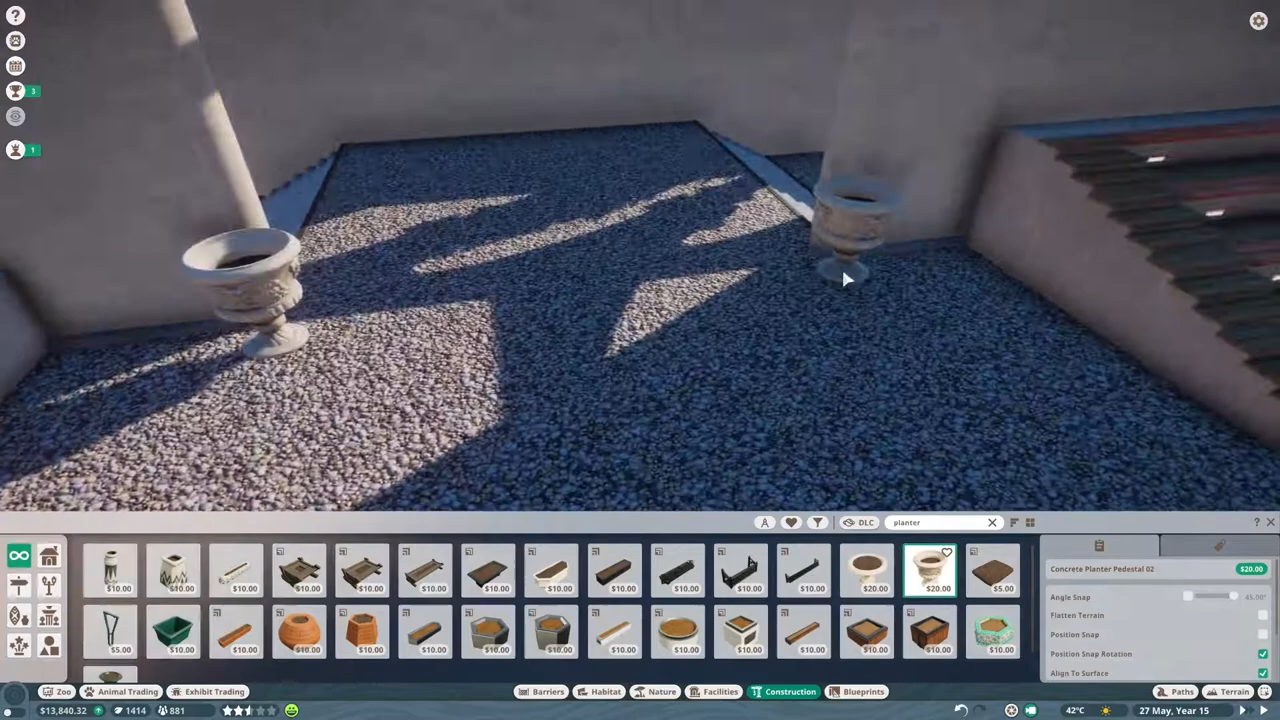 ?
3
1
DLC
planter
?
$10.00 $10.00 $10.00 $10.00 $10.00 $10.00 $10.00 $10.00 $10.00 $10.00 $10.00 $10.00 $20.00 $20.00 $5.00
$5.00 $10.00 $10.00 $10.00 $10.00 $10.00 $10.00 $10.00 $10.00 $10.00 $10.00 $10.00 $10.00 $10.00 $10.00
Concrete Planter Pedestal 02 $20.00
Angle Snap 45.00°
Flatten Terrain
Position Snap
Position Snap Rotation
Align To Surface
Zoo Animal Trading Exhibit Trading Barriers Habitat Nature Facilities Construction Blueprints Paths Terrain
$13,840.32 1414 881 42°C 27 May, Year 15